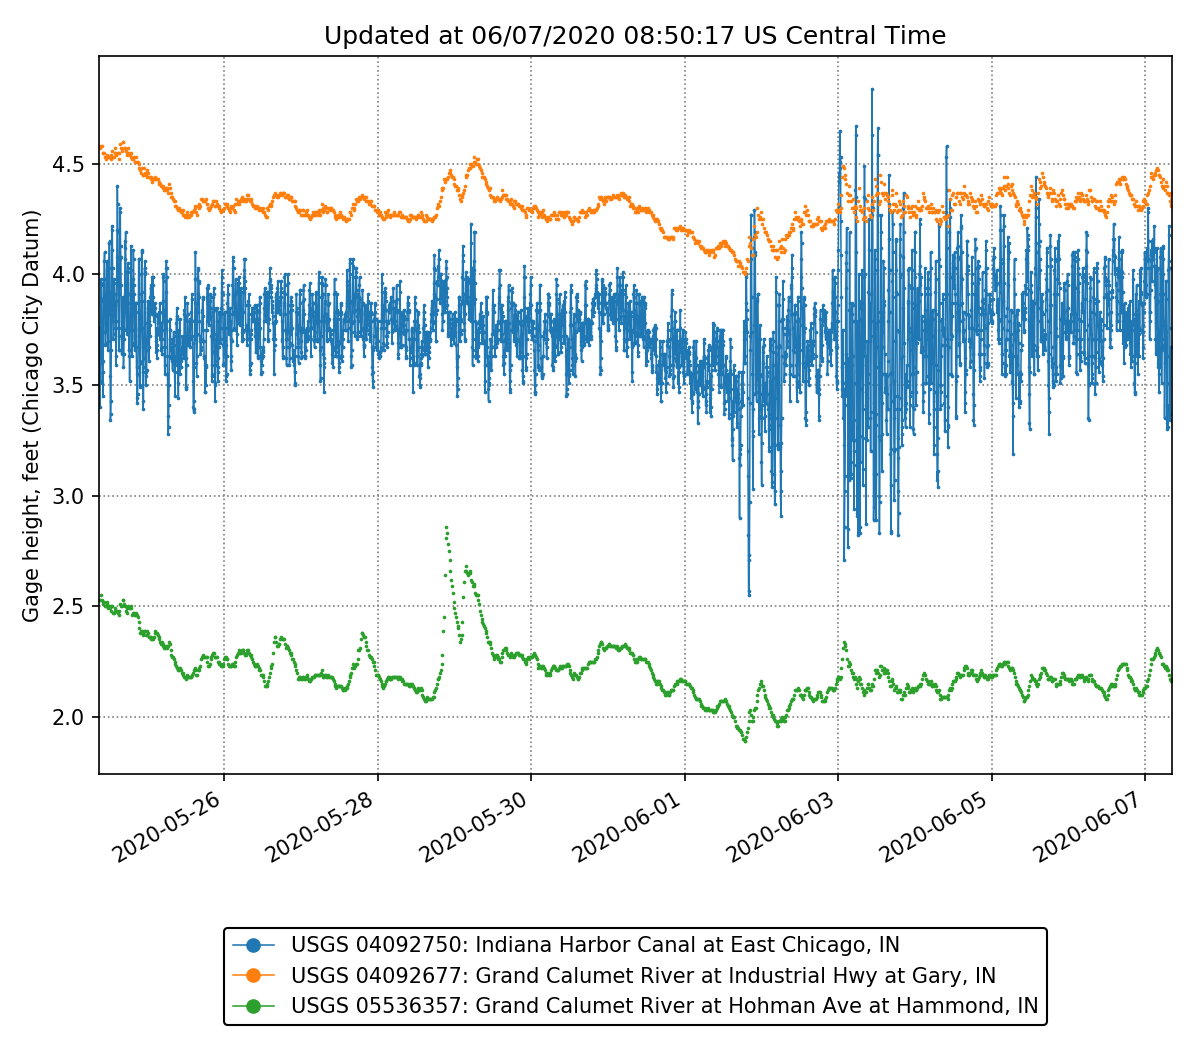 Updated at 06/07/2020 08:50:17 US Central Time
Gage height, feet (Chicago City Datum)
4.5
4.0
3.5
3.0
2.5
2.0
2020-05-26
2020-05-28
2020-05-30
2020-06-01
2020-06-03
2020-06-05
2020-06-07
USGS 04092750: Indiana Harbor Canal at East Chicago, IN
USGS 04092677: Grand Calumet River at Industrial Hwy at Gary, IN
USGS 05536357: Grand Calumet River at Hohman Ave at Hammond, IN